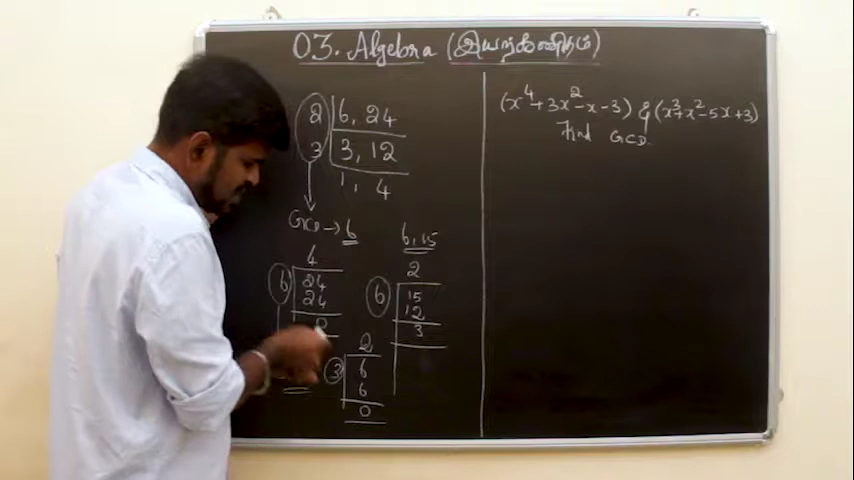 03. Algebra (இயற்கணிதம்)
2 | 6, 24
3 | 3, 12
1, 4
GCD → 6
4
6 | 24
24
0
6, 15
2
6 | 15
12
3
2
3 | 6
6
0
(x⁴+3x²-x-3) & (x³+x²-5x+3)
Find GCD.